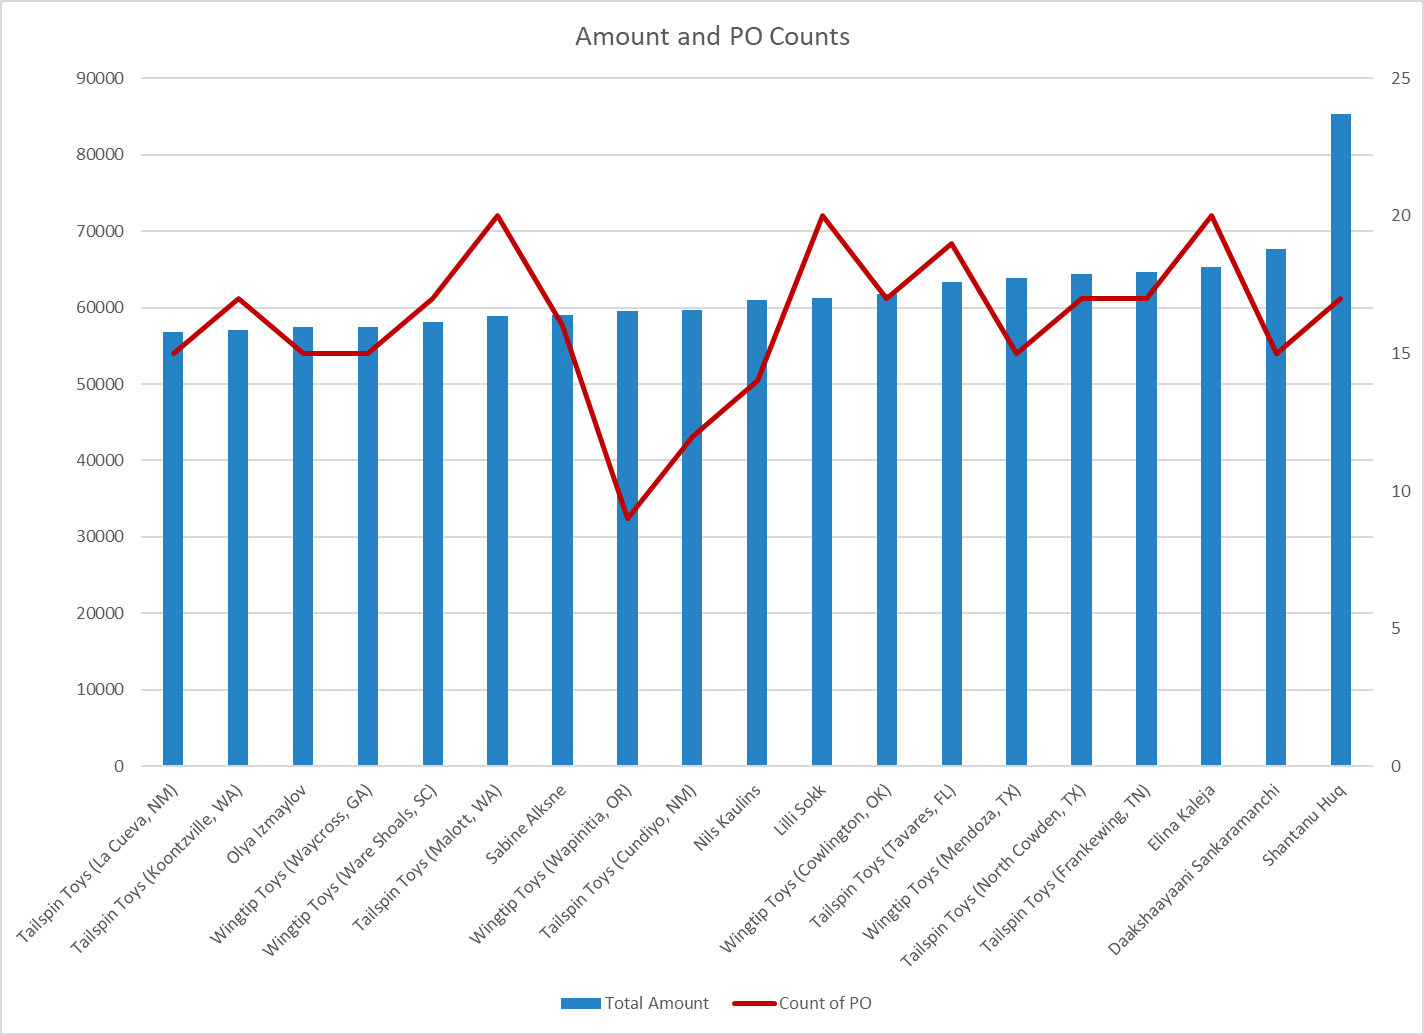 Amount and PO Counts
90000
80000
70000
60000
50000
40000
30000
20000
10000
0
25
20
15
10
5
0
Tailspin Toys (La Cueva, NM)
Tailspin Toys (Koontzville, WA)
Olya Izmaylov
Wingtip Toys (Waycross, GA)
Wingtip Toys (Ware Shoals, SC)
Tailspin Toys (Malott, WA)
Sabine Alksne
Wingtip Toys (Wapinitia, OR)
Tailspin Toys (Cundiyo, NM)
Nils Kaulins
Lilli Sokk
Wingtip Toys (Cowlington, OK)
Tailspin Toys (Tavares, FL)
Wingtip Toys (Mendoza, TX)
Tailspin Toys (North Cowden, TX)
Tailspin Toys (Frankewing, TN)
Elina Kaleja
Daakshaayaani Sankaramanchi
Shantanu Huq
Total Amount
Count of PO